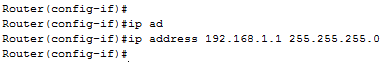 Router(config-if)#
Router(config-if)#ip ad
Router(config-if)#ip address 192.168.1.1 255.255.255.0
Router(config-if)#